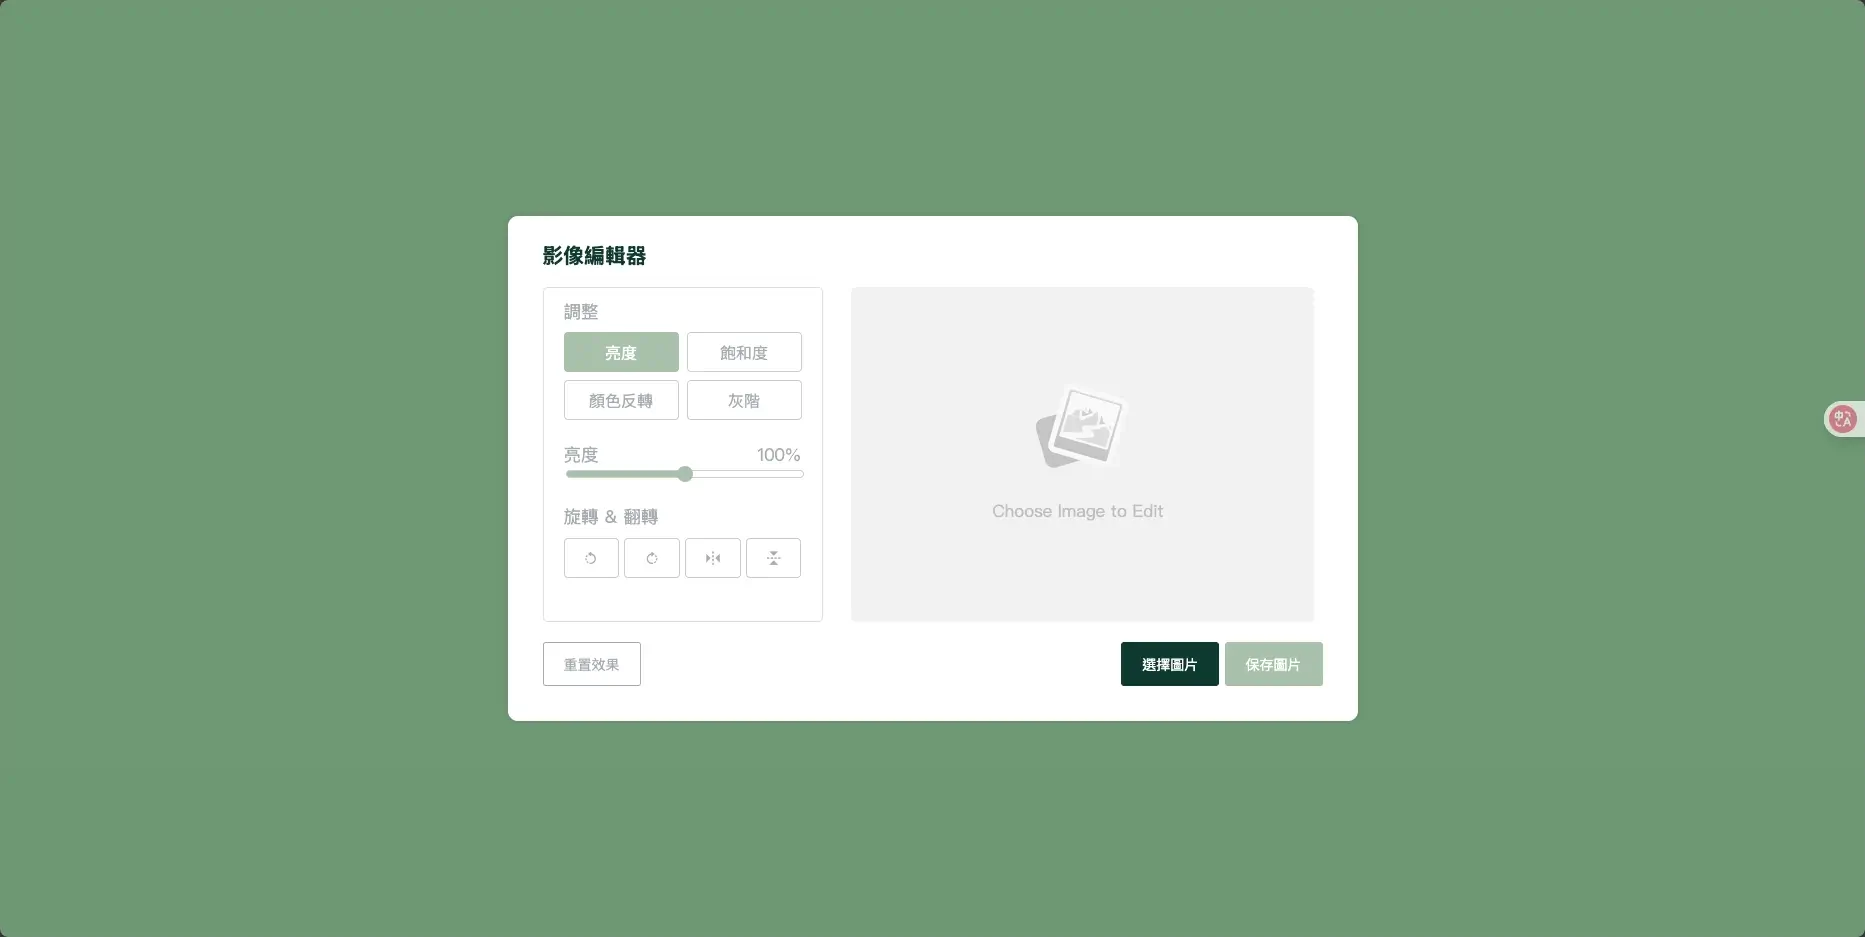 影像編輯器
調整
亮度
飽和度
顏色反轉
灰階
亮度
100%
旋轉 & 翻轉
Choose Image to Edit
重置效果
選擇圖片
保存圖片
中A